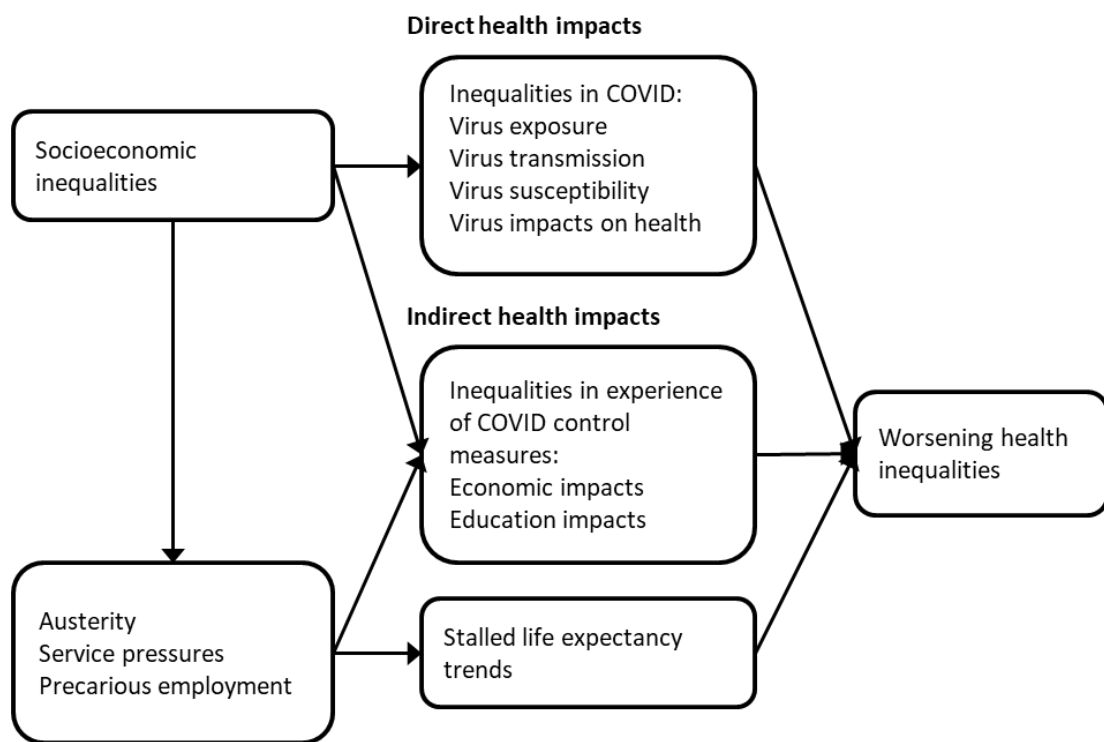 Direct health impacts
Inequalities in COVID:
Virus exposure
Virus transmission
Virus susceptibility
Virus impacts on health
Socioeconomic
inequalities
Indirect health impacts
Inequalities in experience
of COVID control
measures:
Economic impacts
Education impacts
Worsening health
inequalities
Austerity
Service pressures
Precarious employment
Stalled life expectancy
trends